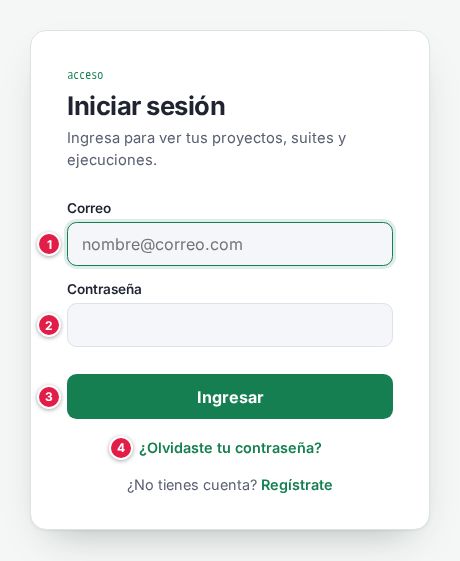 acceso
Iniciar sesión
Ingresa para ver tus proyectos, suites y
ejecuciones.
Correo
1 nombre@correo.com
Contraseña
2
3 Ingresar
4 ¿Olvidaste tu contraseña?
¿No tienes cuenta? Regístrate